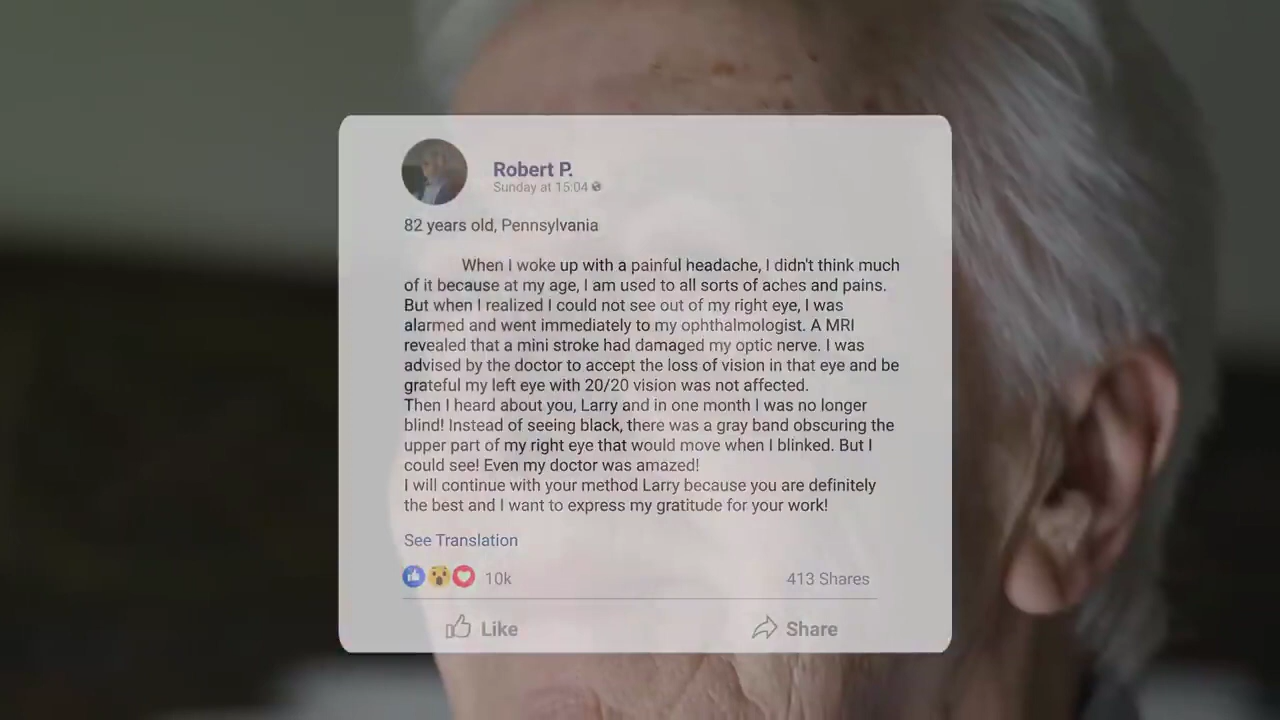 Robert P.
Sunday at 15:04
82 years old, Pennsylvania
When I woke up with a painful headache, I didn't think much
of it because at my age, I am used to all sorts of aches and pains.
But when I realized I could not see out of my right eye, I was
alarmed and went immediately to my ophthalmologist. A MRI
revealed that a mini stroke had damaged my optic nerve. I was
advised by the doctor to accept the loss of vision in that eye and be
grateful my left eye with 20/20 vision was not affected.
Then I heard about you, Larry and in one month I was no longer
blind! Instead of seeing black, there was a gray band obscuring the
upper part of my right eye that would move when I blinked. But I
could see! Even my doctor was amazed!
I will continue with your method Larry because you are definitely
the best and I want to express my gratitude for your work!
See Translation
10k 413 Shares
Like Share